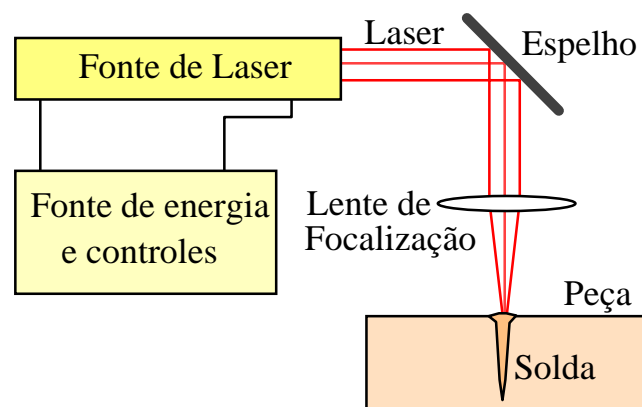 Laser
Espelho
Fonte de Laser
Fonte de energia
e controles
Lente de
Focalização
Peça
Solda